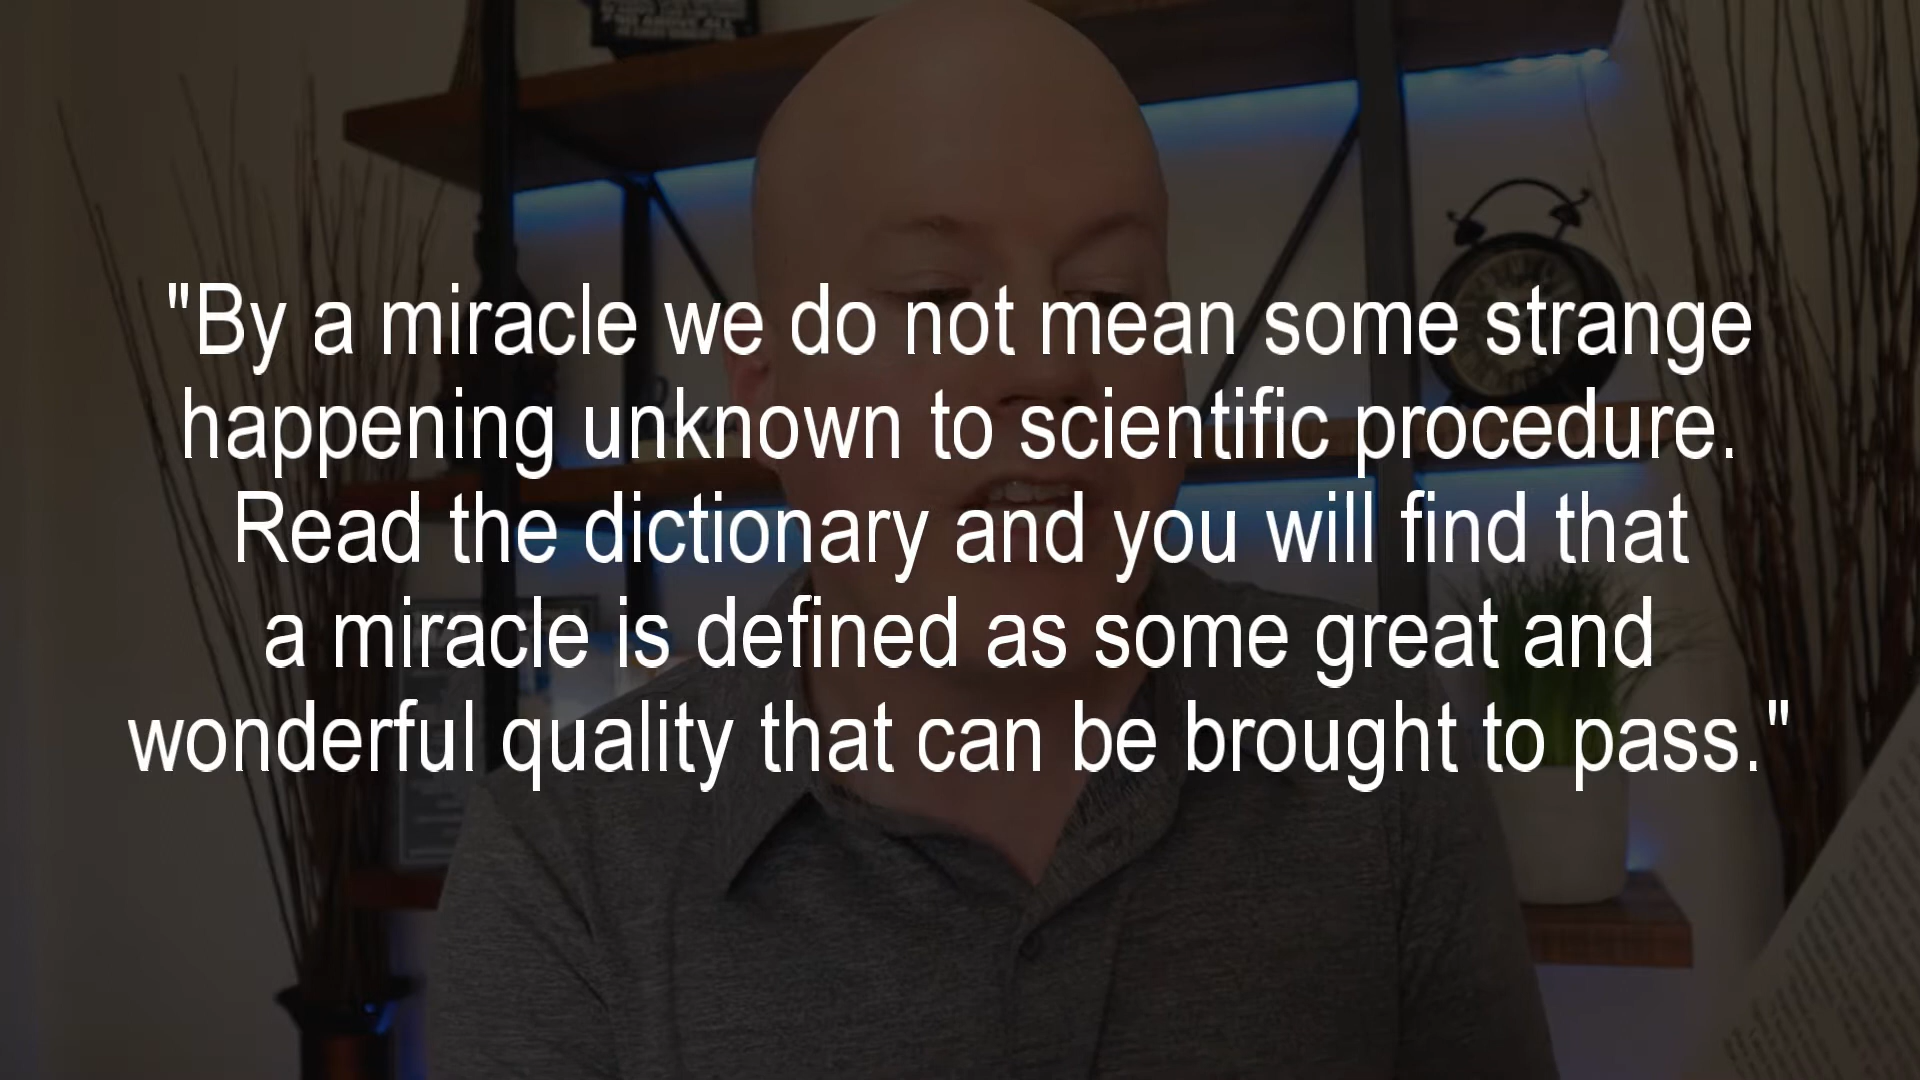 "By a miracle we do not mean some strange
happening unknown to scientific procedure.
Read the dictionary and you will find that
a miracle is defined as some great and
wonderful quality that can be brought to pass."